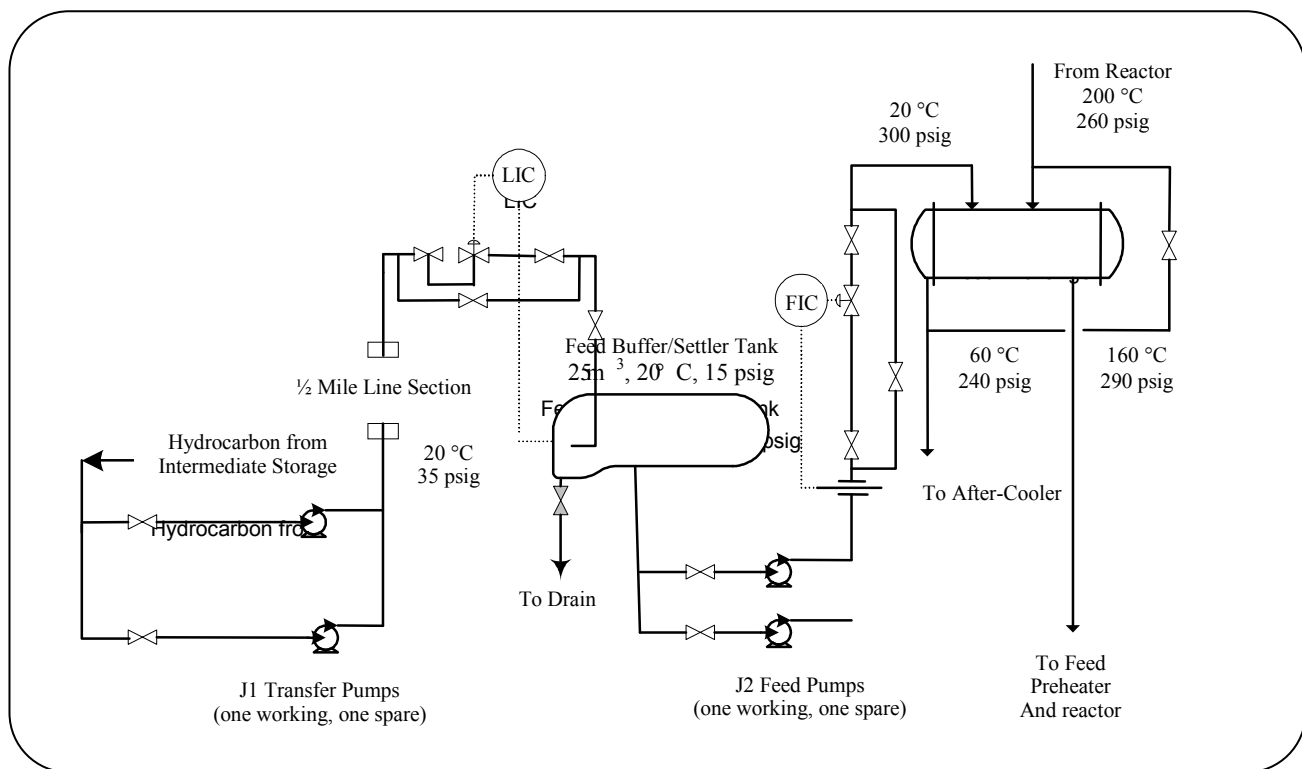 From Reactor
200 °C
260 psig
20 °C
300 psig
LIC
LIC
FIC
Feed Buffer/Settler Tank
25m 3, 20° C, 15 psig
Fe
nk
psig
60 °C
240 psig
160 °C
290 psig
½ Mile Line Section
Hydrocarbon from
Intermediate Storage
20 °C
35 psig
Hydrocarbon fro
To After-Cooler
To Drain
J1 Transfer Pumps
(one working, one spare)
J2 Feed Pumps
(one working, one spare)
To Feed
Preheater
And reactor